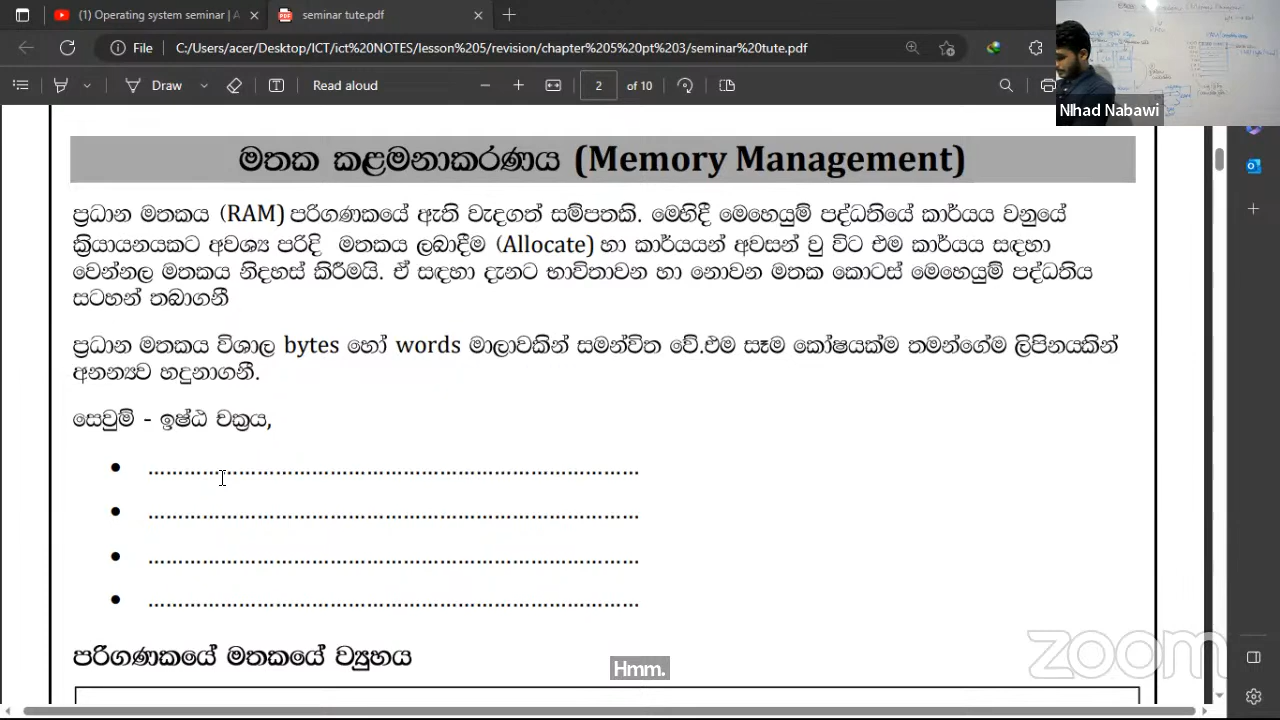 (1) Operating system seminar | A
seminar tute.pdf
File
C:/Users/acer/Desktop/ICT/ict%20NOTES/lesson%205/revision/chapter%205%20pt%203/seminar%20tute.pdf
Draw
Read aloud
2
of 10
Nihad Nabawi
මතක කළමනාකරණය (Memory Management)
ප්‍රධාන මතකය (RAM) පරිගණකයේ ඇති වැදගත් සම්පතකි. මෙහිදී මෙහෙයුම් පද්ධතියේ කාර්යය වනුයේ
ක්‍රියායනයකට අවශ්‍ය පරිදි මතකය ලබාදීම (Allocate) හා කාර්යයන් අවසන් වු විට එම කාර්යය සඳහා
වෙන්නල මතකය නිදහස් කිරීමයි. ඒ සඳහා දැනට භාවිතාවන හා නොවන මතක කොටස් මෙහෙයුම් පද්ධතිය
සටහන් තබාගනී
ප්‍රධාන මතකය විශාල bytes හෝ words මාලාවකින් සමන්විත වේ.එම සෑම කෝෂයක්ම තමන්ගේම ලිපිනයකින්
අනන්‍යව හදුනාගනී.
සෙවුම් - ඉෂ්ඨ චක්‍රය,
පරිගණකයේ මතකයේ ව්‍යුහය
Hmm.
zoom